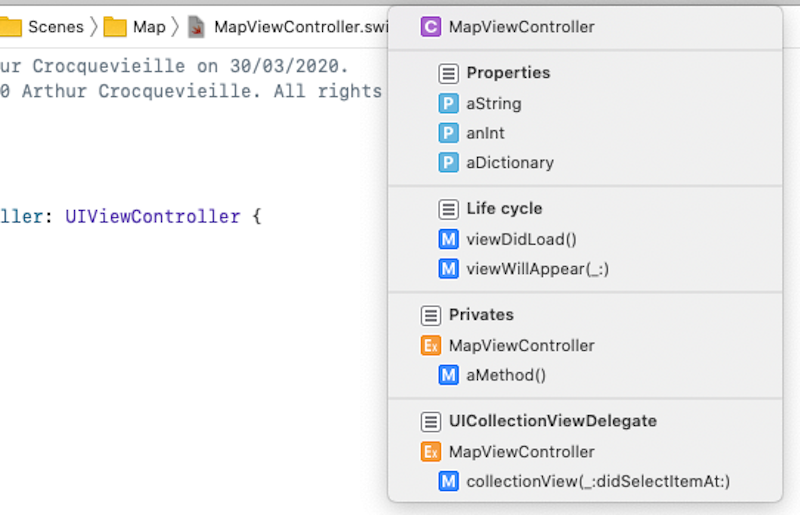 Scenes Map MapViewController.swi
ur Crocquevieille on 30/03/2020.
0 Arthur Crocquevieille. All rights
ller: UIViewController {
C MapViewController
Properties
P aString
P anInt
P aDictionary
Life cycle
M viewDidLoad()
M viewWillAppear(_:)
Privates
Ex MapViewController
M aMethod()
UICollectionViewDelegate
Ex MapViewController
M collectionView(_:didSelectItemAt:)